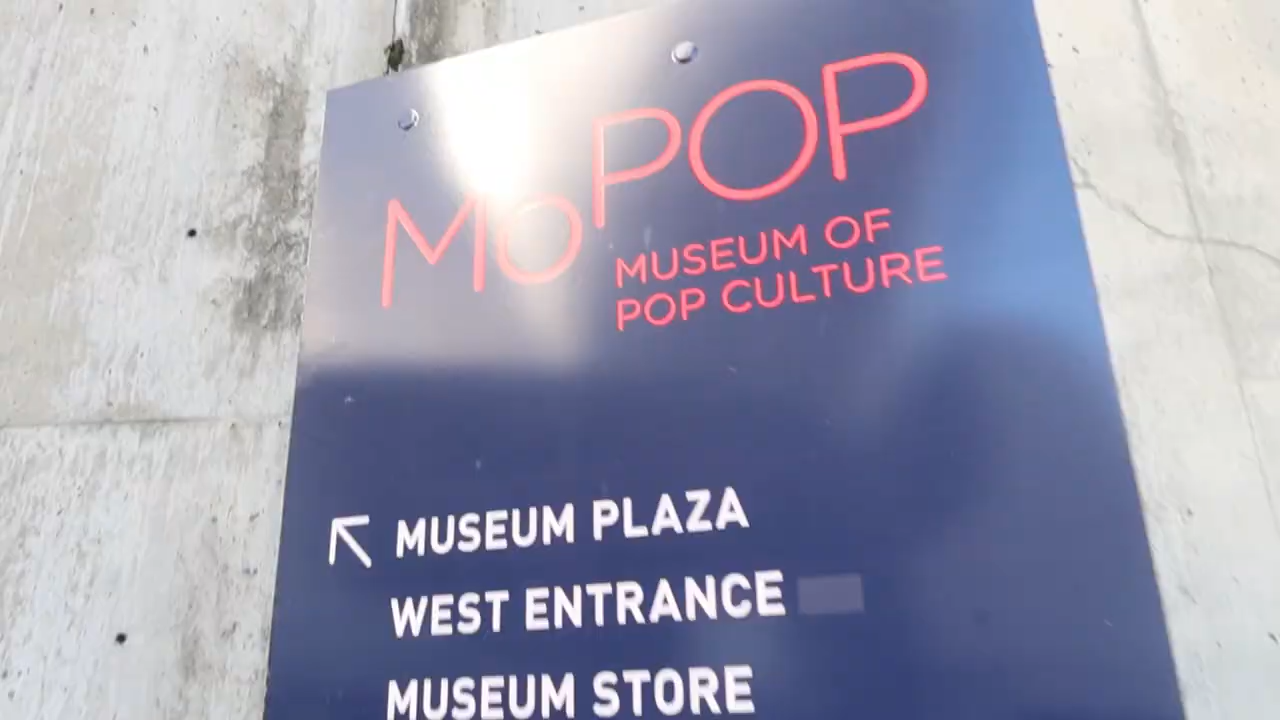 MoPOP
MUSEUM OF
POP CULTURE
MUSEUM PLAZA
WEST ENTRANCE
MUSEUM STORE